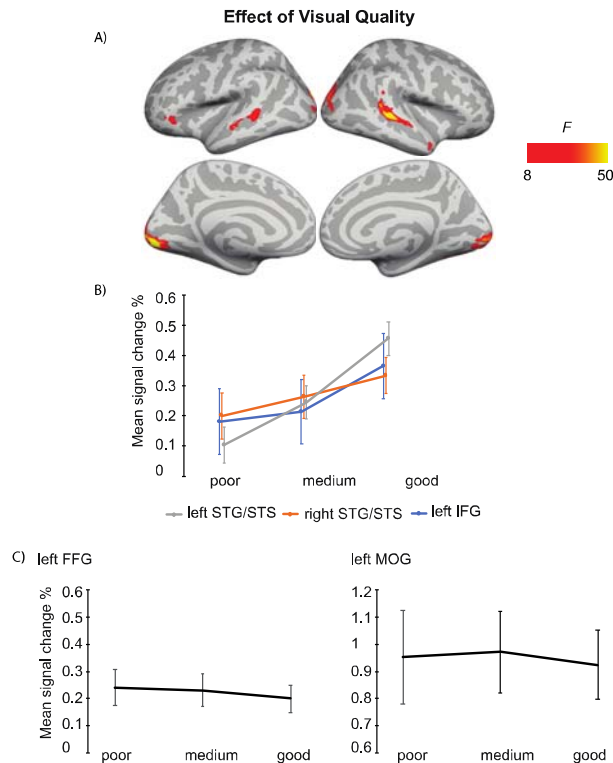 Effect of Visual Quality
A)
F
8 50
B)
Mean signal change %
0.6
0.5
0.4
0.3
0.2
0.1
0
poor medium good
left STG/STS right STG/STS left IFG
C) left FFG
Mean signal change %
0.6
0.5
0.4
0.3
0.2
0.1
0
poor medium good
left MOG
1.2
1.1
1
0.9
0.8
0.7
0.6
poor medium good